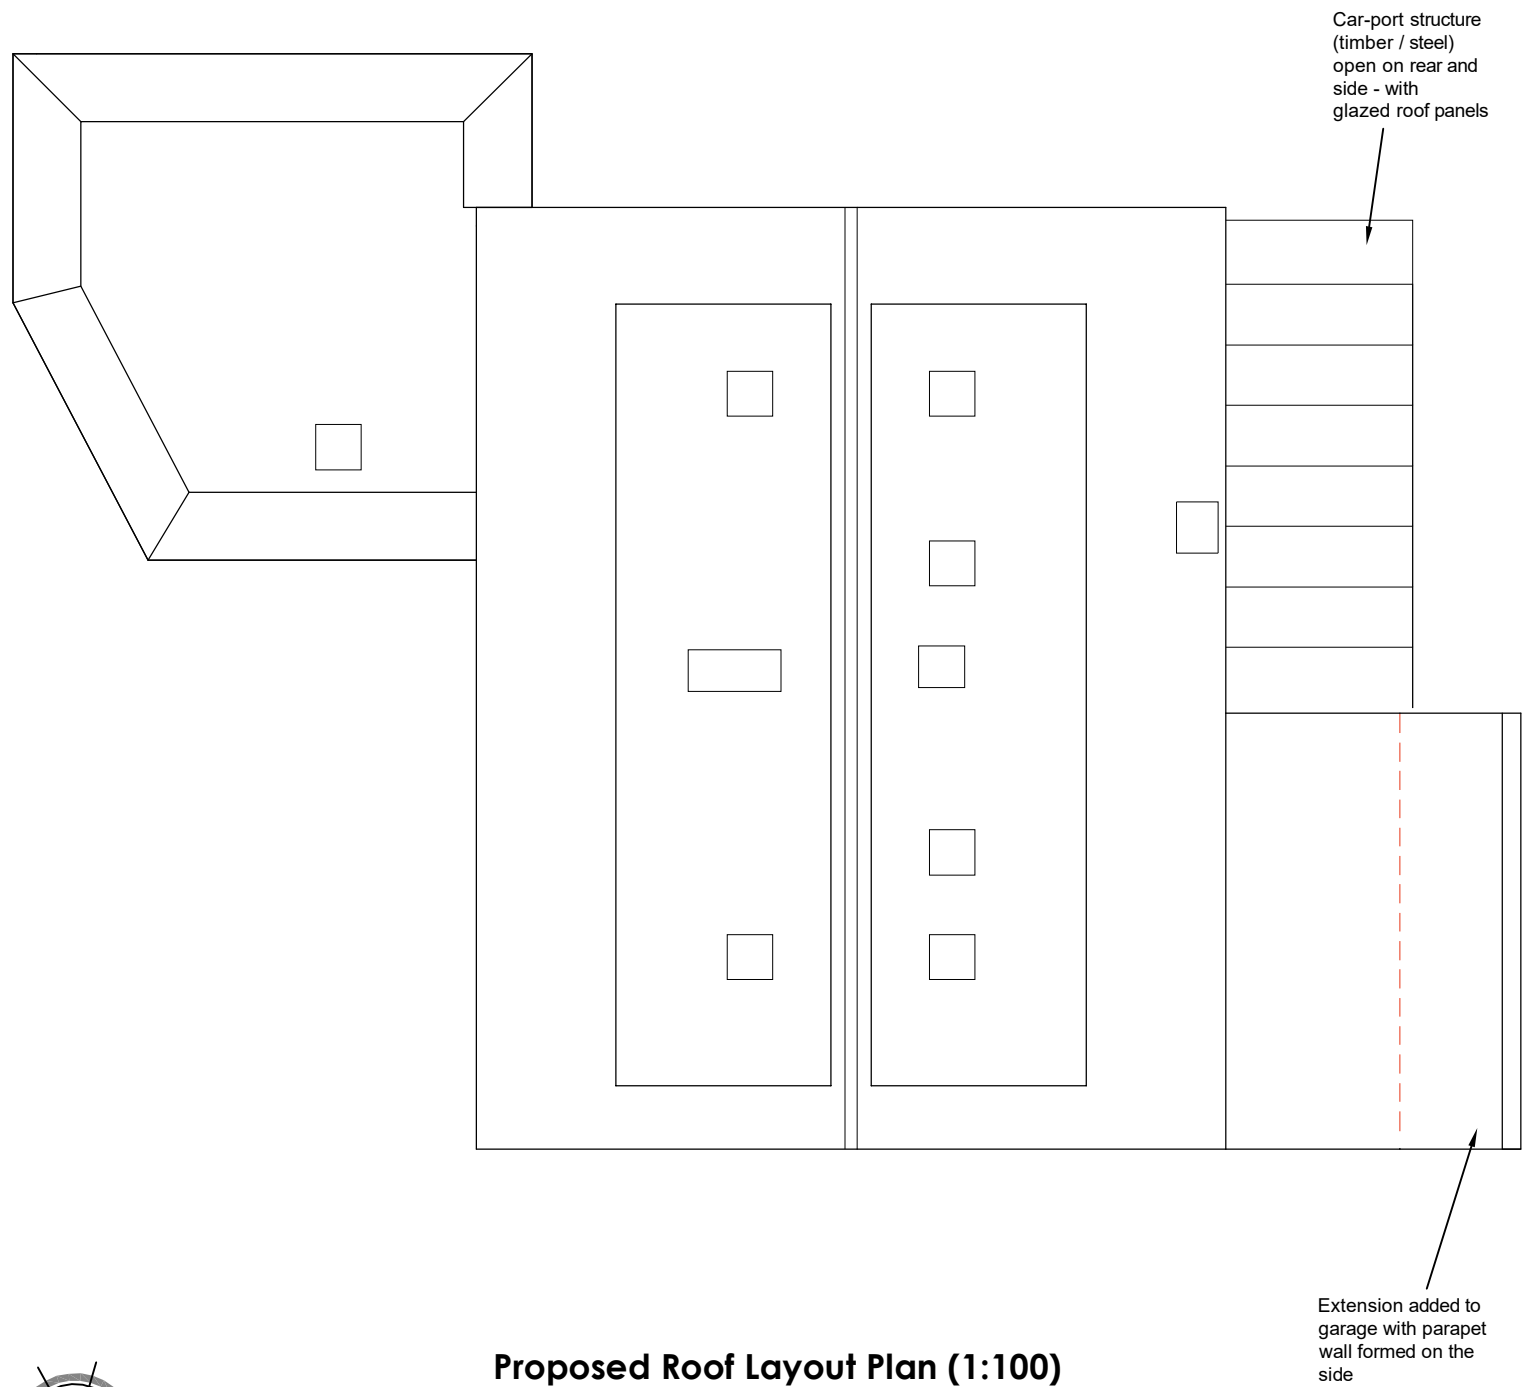 Car-port structure
(timber / steel)
open on rear and
side - with
glazed roof panels
Extension added to
garage with parapet
wall formed on the
side
Proposed Roof Layout Plan (1:100)